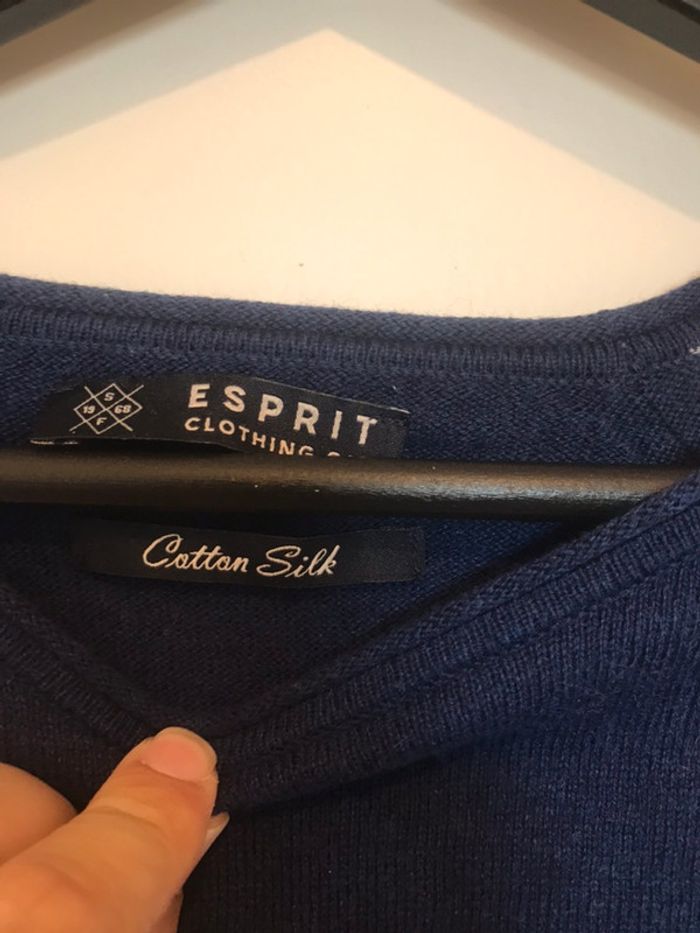 S
19 68
F
ESPRIT
CLOTHING
Cotton Silk